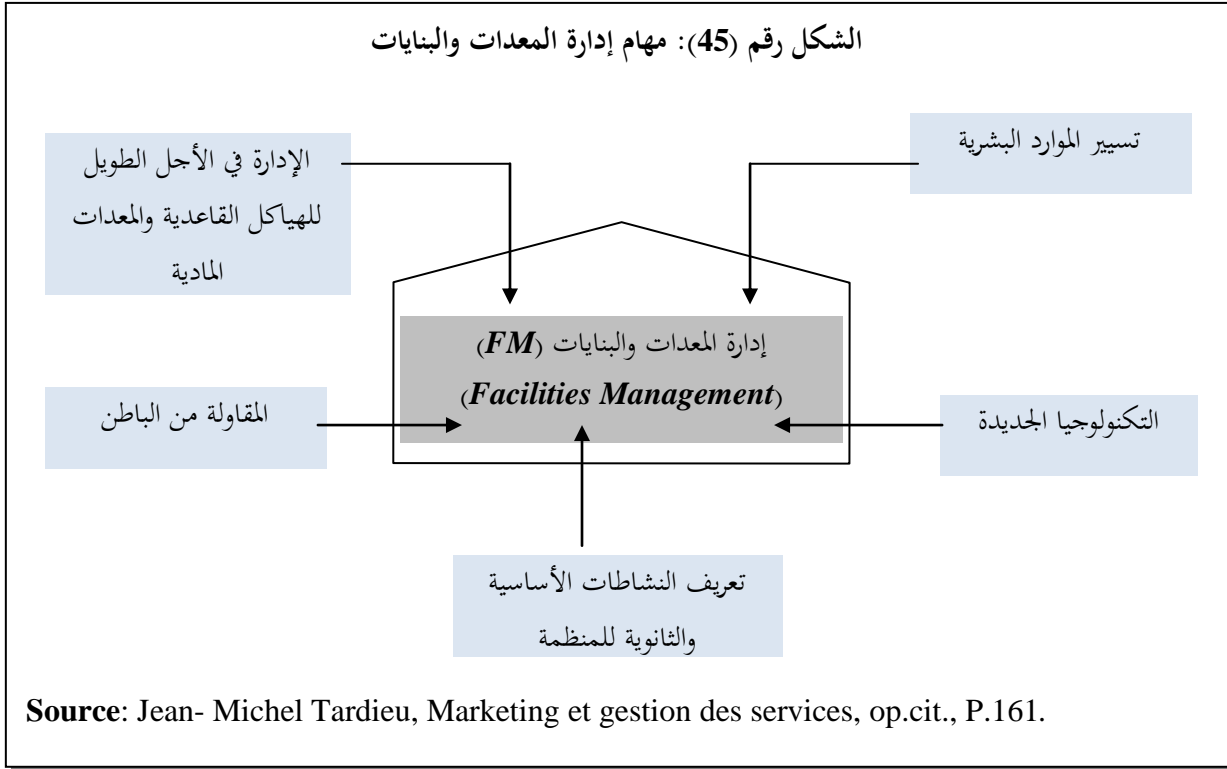 الشكل رقم (45): مهام إدارة المعدات والبنايات
تسيير الموارد البشرية
الإدارة في الأجل الطويل
للهياكل القاعدية والمعدات
المادية
إدارة المعدات والبنايات (FM)
(Facilities Management)
التكنولوجيا الجديدة
المقاولة من الباطن
تعريف النشاطات الأساسية
والثانوية للمنظمة
Source: Jean- Michel Tardieu, Marketing et gestion des services, op.cit., P.161.